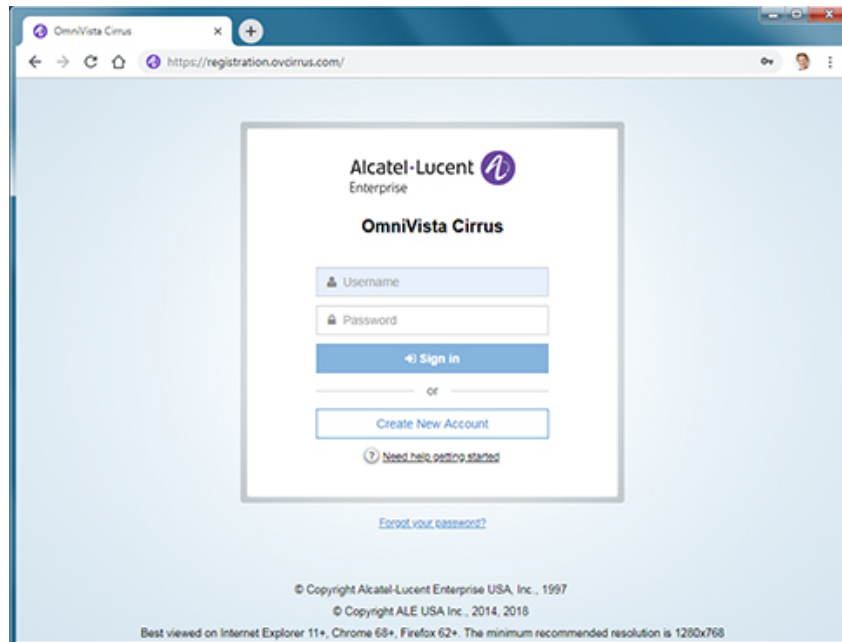 OmniVista Cirrus
https://registration.ovcirrus.com/
Alcatel·Lucent
Enterprise
OmniVista Cirrus
Username
Password
Sign in
or
Create New Account
? Need help getting started
Forgot your password?
© Copyright Alcatel-Lucent Enterprise USA, Inc., 1997
© Copyright ALE USA Inc., 2014, 2018
Best viewed on Internet Explorer 11+, Chrome 68+, Firefox 62+. The minimum recommended resolution is 1280x768